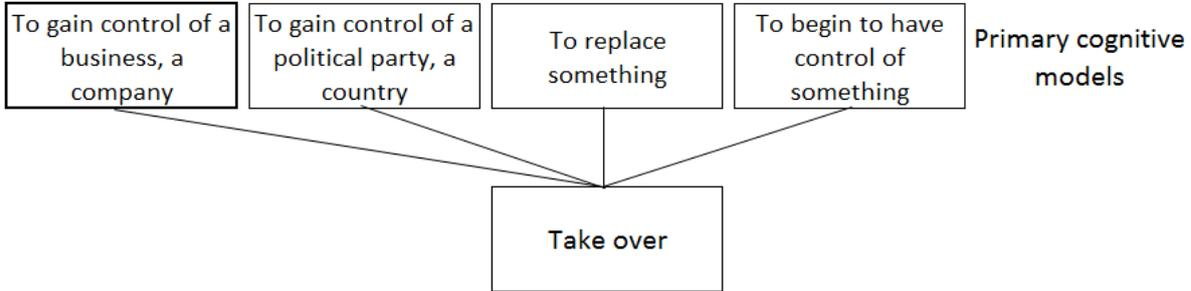 To gain control of a
business, a
company
To gain control of a
political party, a
country
To replace
something
To begin to have
control of
something
Primary cognitive
models
Take over